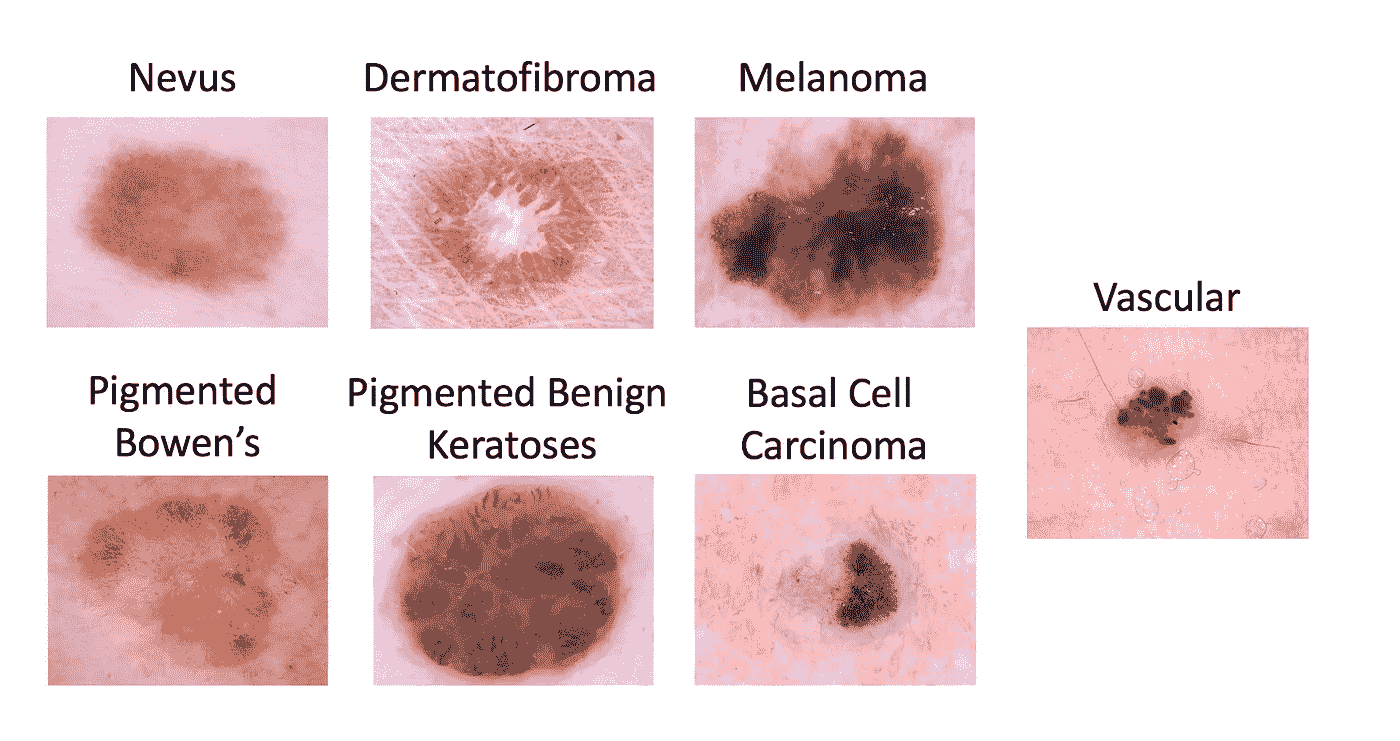 Nevus
Dermatofibroma
Melanoma
Vascular
Pigmented
Bowen’s
Pigmented Benign
Keratoses
Basal Cell
Carcinoma